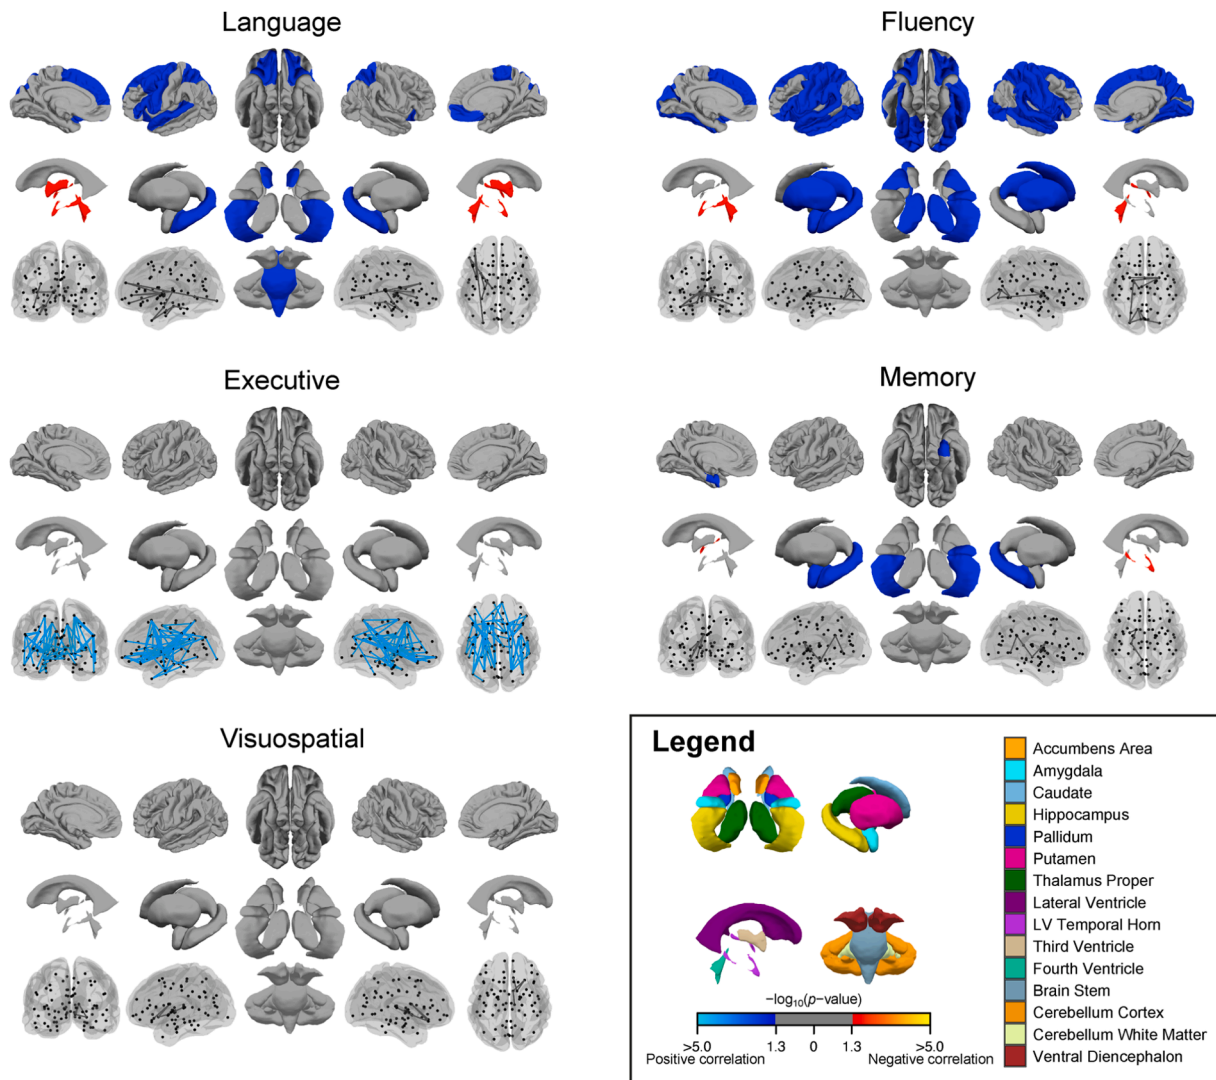 Language
Fluency
Executive
Memory
Visuospatial
Legend
Accumbens Area
Amygdala
Caudate
Hippocampus
Pallidum
Putamen
Thalamus Proper
Lateral Ventricle
LV Temporal Horn
Third Ventricle
Fourth Ventricle
Brain Stem
Cerebellum Cortex
Cerebellum White Matter
Ventral Diencephalon
−log10(p−value)
>5.0 1.3 0 1.3 >5.0
Positive correlation Negative correlation